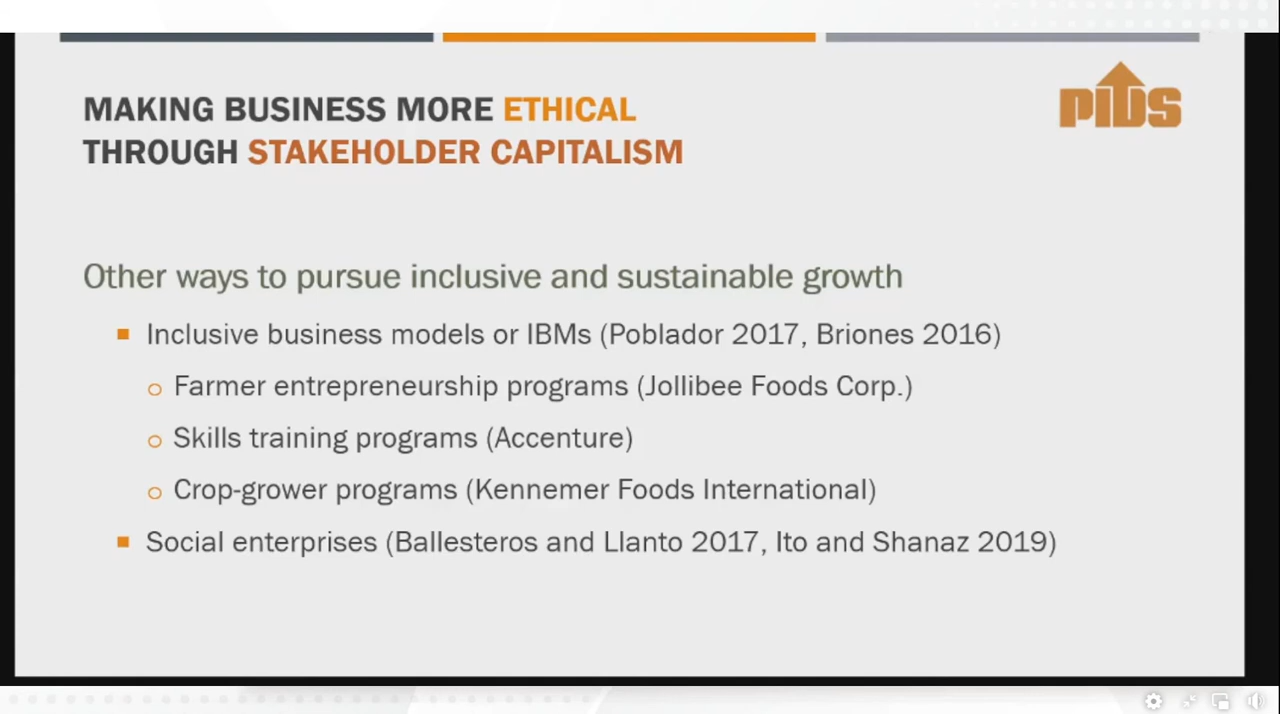 MAKING BUSINESS MORE ETHICAL
THROUGH STAKEHOLDER CAPITALISM
PIDS
Other ways to pursue inclusive and sustainable growth
Inclusive business models or IBMs (Poblador 2017, Briones 2016)
Farmer entrepreneurship programs (Jollibee Foods Corp.)
Skills training programs (Accenture)
Crop-grower programs (Kennemer Foods International)
Social enterprises (Ballesteros and Llanto 2017, Ito and Shanaz 2019)